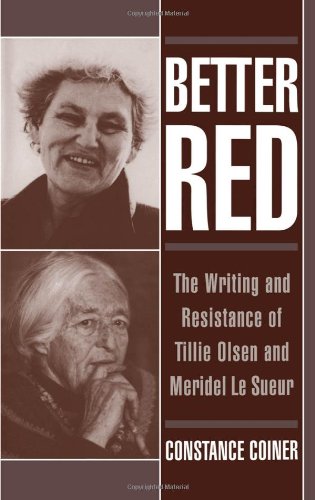 BETTER
RED
The Writing and
Resistance of
Tillie Olsen and
Meridel Le Sueur
CONSTANCE COINER